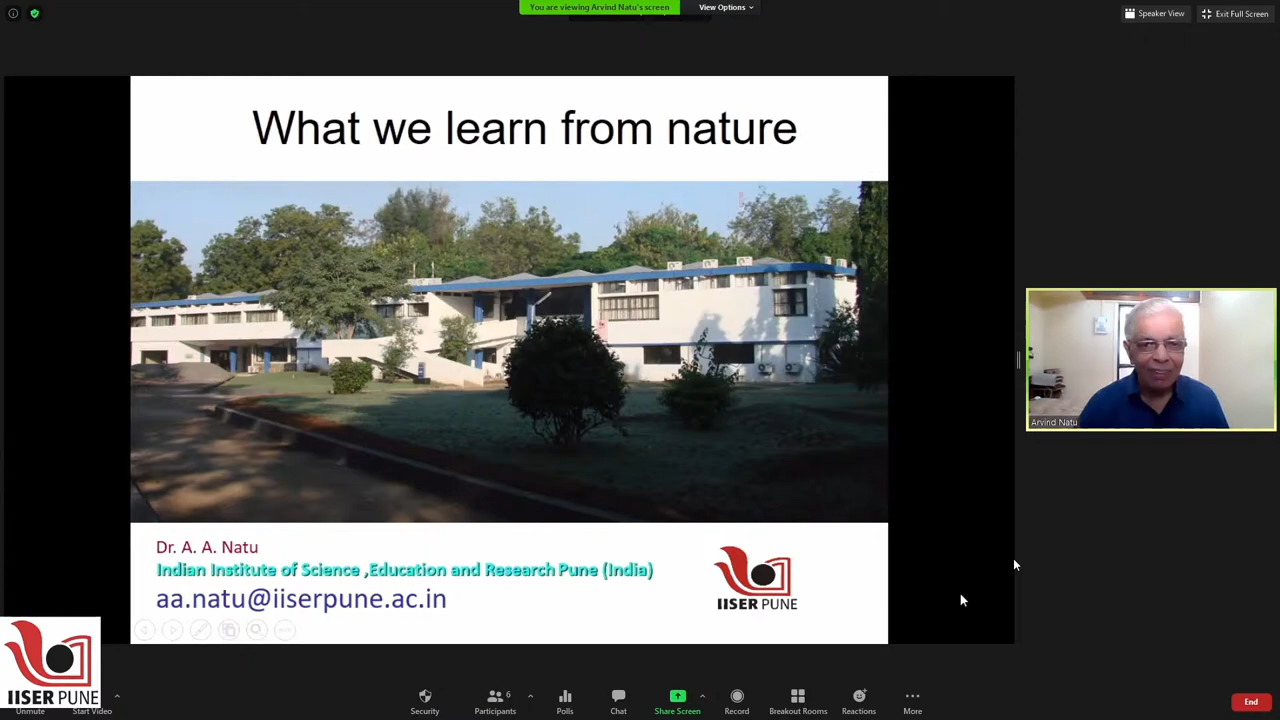 You are viewing Arvind Natu's screen
View Options
Speaker View
Exit Full Screen
What we learn from nature
Arvind Natu
Dr. A. A. Natu
Indian Institute of Science ,Education and Research Pune (India)
aa.natu@iiserpune.ac.in
IISER PUNE
IISER PUNE
Unmute
Start Video
Security
Participants
6
Polls
Chat
Share Screen
Record
Breakout Rooms
Reactions
More
End